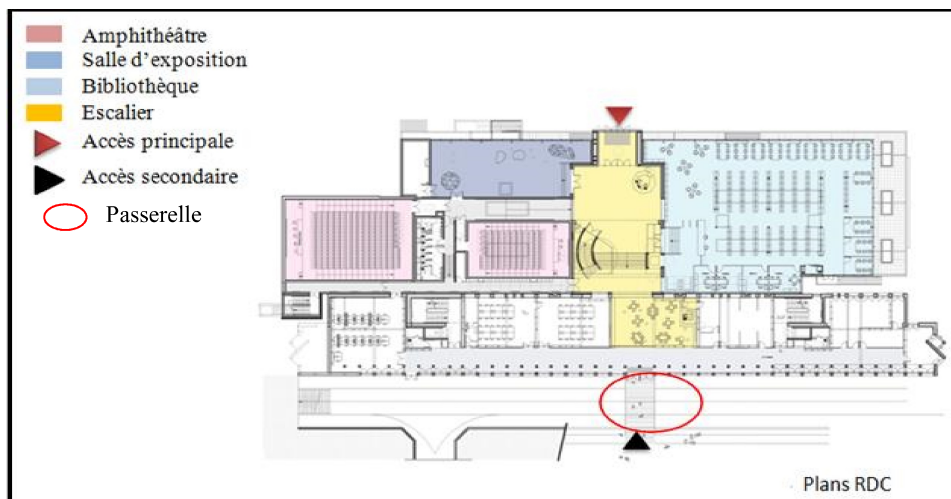 Amphithéâtre
Salle d'exposition
Bibliothèque
Escalier
Accès principale
Accès secondaire
Passerelle
Plans RDC